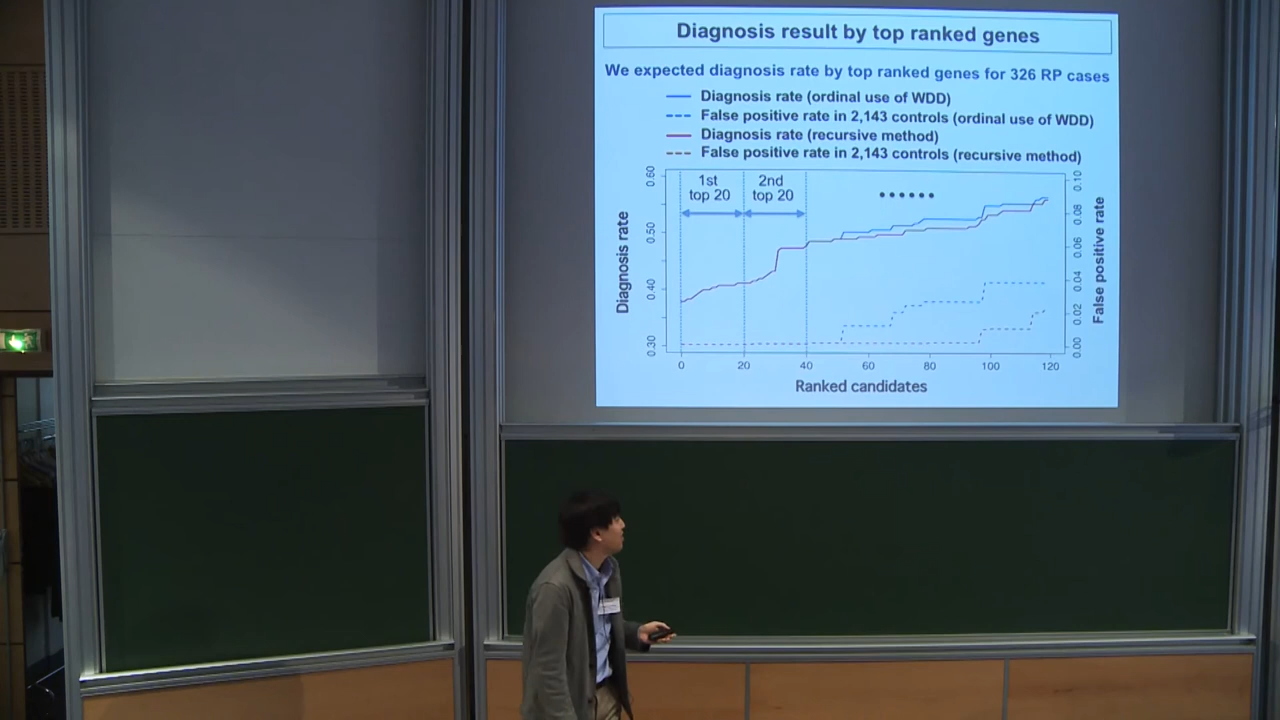 Diagnosis result by top ranked genes
We expected diagnosis rate by top ranked genes for 326 RP cases
Diagnosis rate (ordinal use of WDD)
False positive rate in 2,143 controls (ordinal use of WDD)
Diagnosis rate (recursive method)
False positive rate in 2,143 controls (recursive method)
1st
top 20
2nd
top 20
Diagnosis rate
0.60
0.50
0.40
0.30
False positive rate
0.10
0.08
0.06
0.04
0.02
0.00
0 20 40 60 80 100 120
Ranked candidates